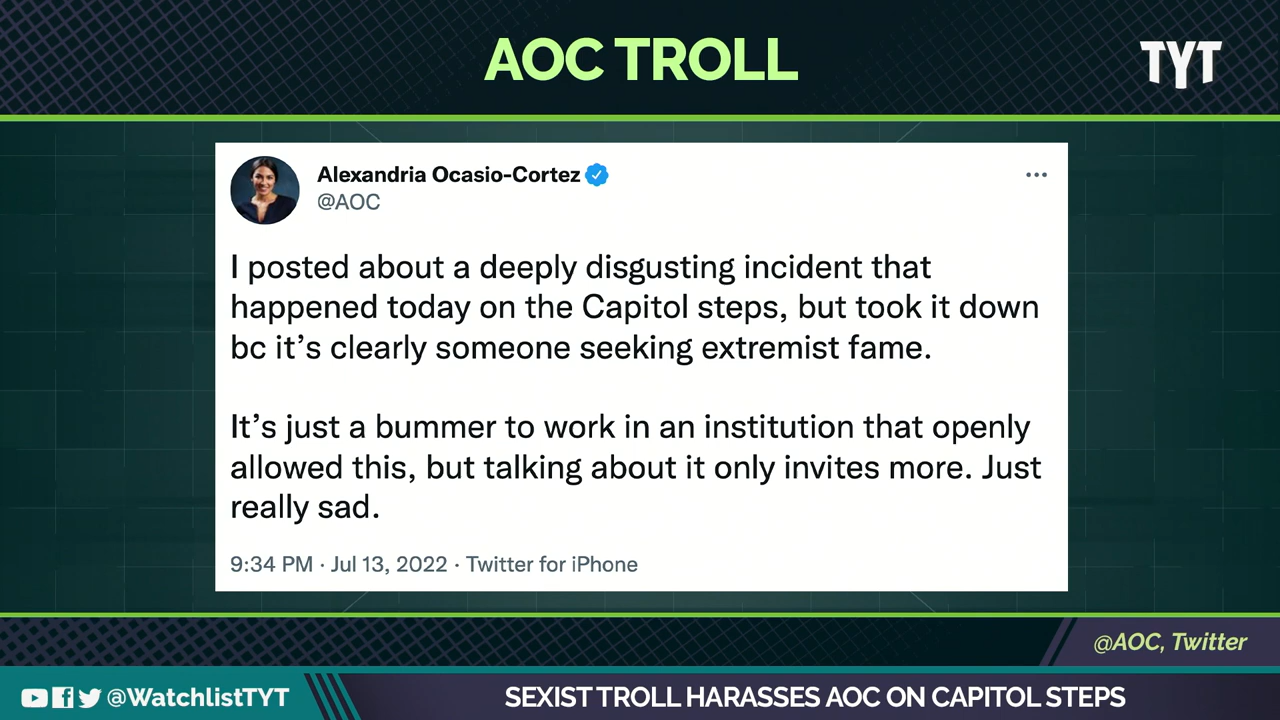 AOC TROLL
TYT
Alexandria Ocasio-Cortez
@AOC
I posted about a deeply disgusting incident that
happened today on the Capitol steps, but took it down
bc it’s clearly someone seeking extremist fame.
It’s just a bummer to work in an institution that openly
allowed this, but talking about it only invites more. Just
really sad.
9:34 PM · Jul 13, 2022 · Twitter for iPhone
@AOC, Twitter
@WatchlistTYT
SEXIST TROLL HARASSES AOC ON CAPITOL STEPS